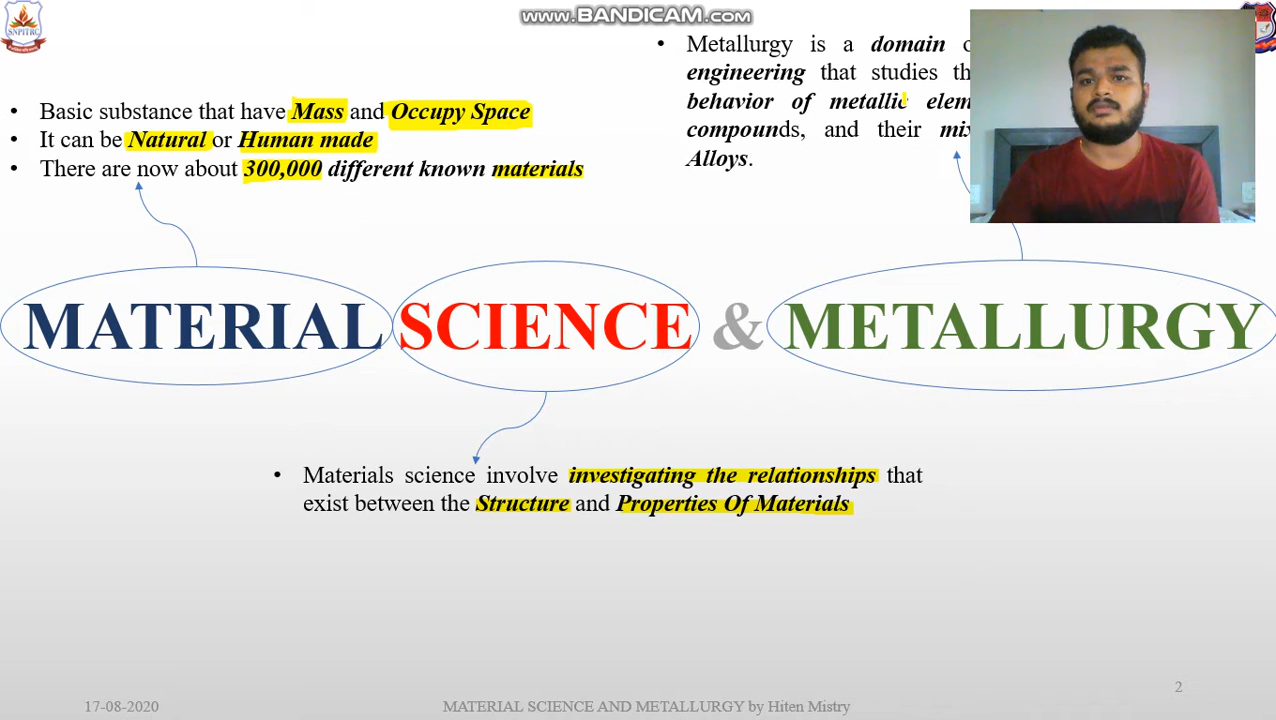 www.BANDICAM.com
SNPITRC
• Metallurgy is a domain
engineering that studies
behavior of metallic
compounds, and their
Alloys.
• Basic substance that have Mass and Occupy Space
• It can be Natural or Human made
• There are now about 300,000 different known materials
MATERIAL SCIENCE & METALLURGY
• Materials science involve investigating the relationships that
exist between the Structure and Properties Of Materials
2
17-08-2020
MATERIAL SCIENCE AND METALLURGY by Hiten Mistry